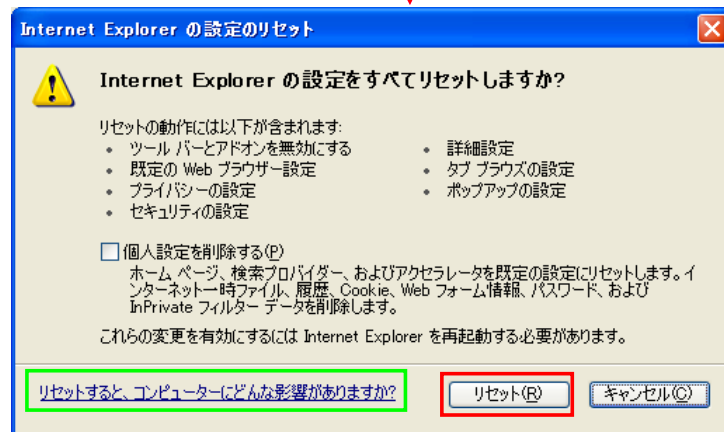 Internet Explorer の設定のリセット
Internet Explorer の設定をすべてリセットしますか?
リセットの動作には以下が含まれます:
• ツール バーとアドオンを無効にする
• 既定の Web ブラウザー設定
• プライバシーの設定
• セキュリティの設定
• 詳細設定
• タブ ブラウズの設定
• ポップアップの設定
個人設定を削除する(P)
ホーム ページ、検索プロバイダー、およびアクセラレータを既定の設定にリセットします。イ
ンターネット一時ファイル、履歴、Cookie、Web フォーム情報、パスワード、および
InPrivate フィルター データを削除します。
これらの変更を有効にするには Internet Explorer を再起動する必要があります。
リセットすると、コンピューターにどんな影響がありますか?
リセット(R)
キャンセル(C)